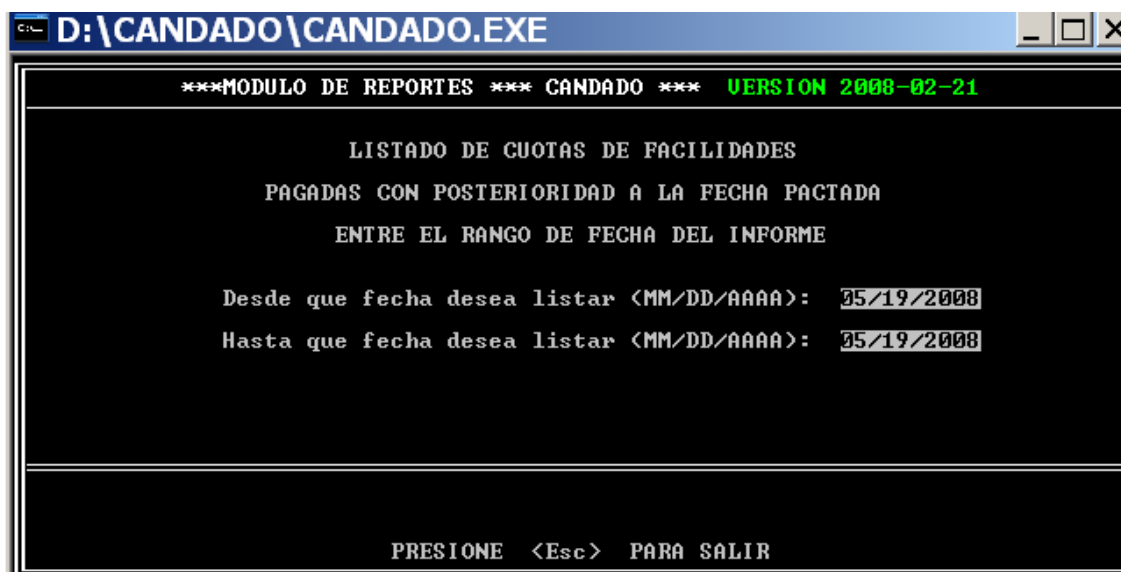 D:\CANDADO\CANDADO.EXE
***MODULO DE REPORTES *** CANDADO *** VERSION 2008-02-21
LISTADO DE CUOTAS DE FACILIDADES
PAGADAS CON POSTERIORIDAD A LA FECHA PACTADA
ENTRE EL RANGO DE FECHA DEL INFORME
Desde que fecha desea listar (MM/DD/AAAA): 05/19/2008
Hasta que fecha desea listar (MM/DD/AAAA): 05/19/2008
PRESIONE <Esc> PARA SALIR